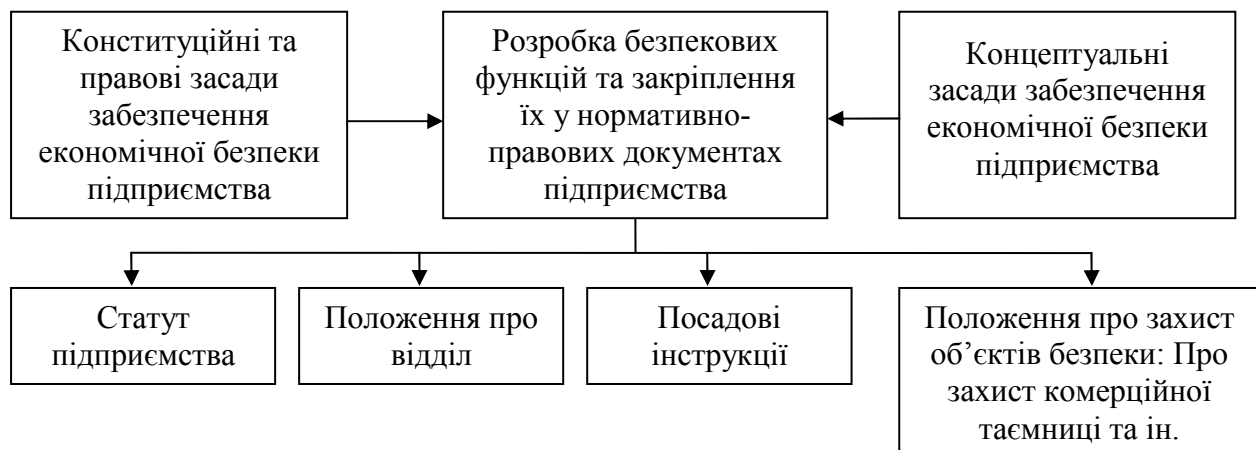 Конституційні та
правові засади
забезпечення
економічної безпеки
підприємства
Розробка безпекових
функцій та закріплення
їх у нормативно-
правових документах
підприємства
Концептуальні
засади забезпечення
економічної безпеки
підприємства
Статут
підприємства
Положення про
відділ
Посадові
інструкції
Положення про захист
об’єктів безпеки: Про
захист комерційної
таємниці та ін.